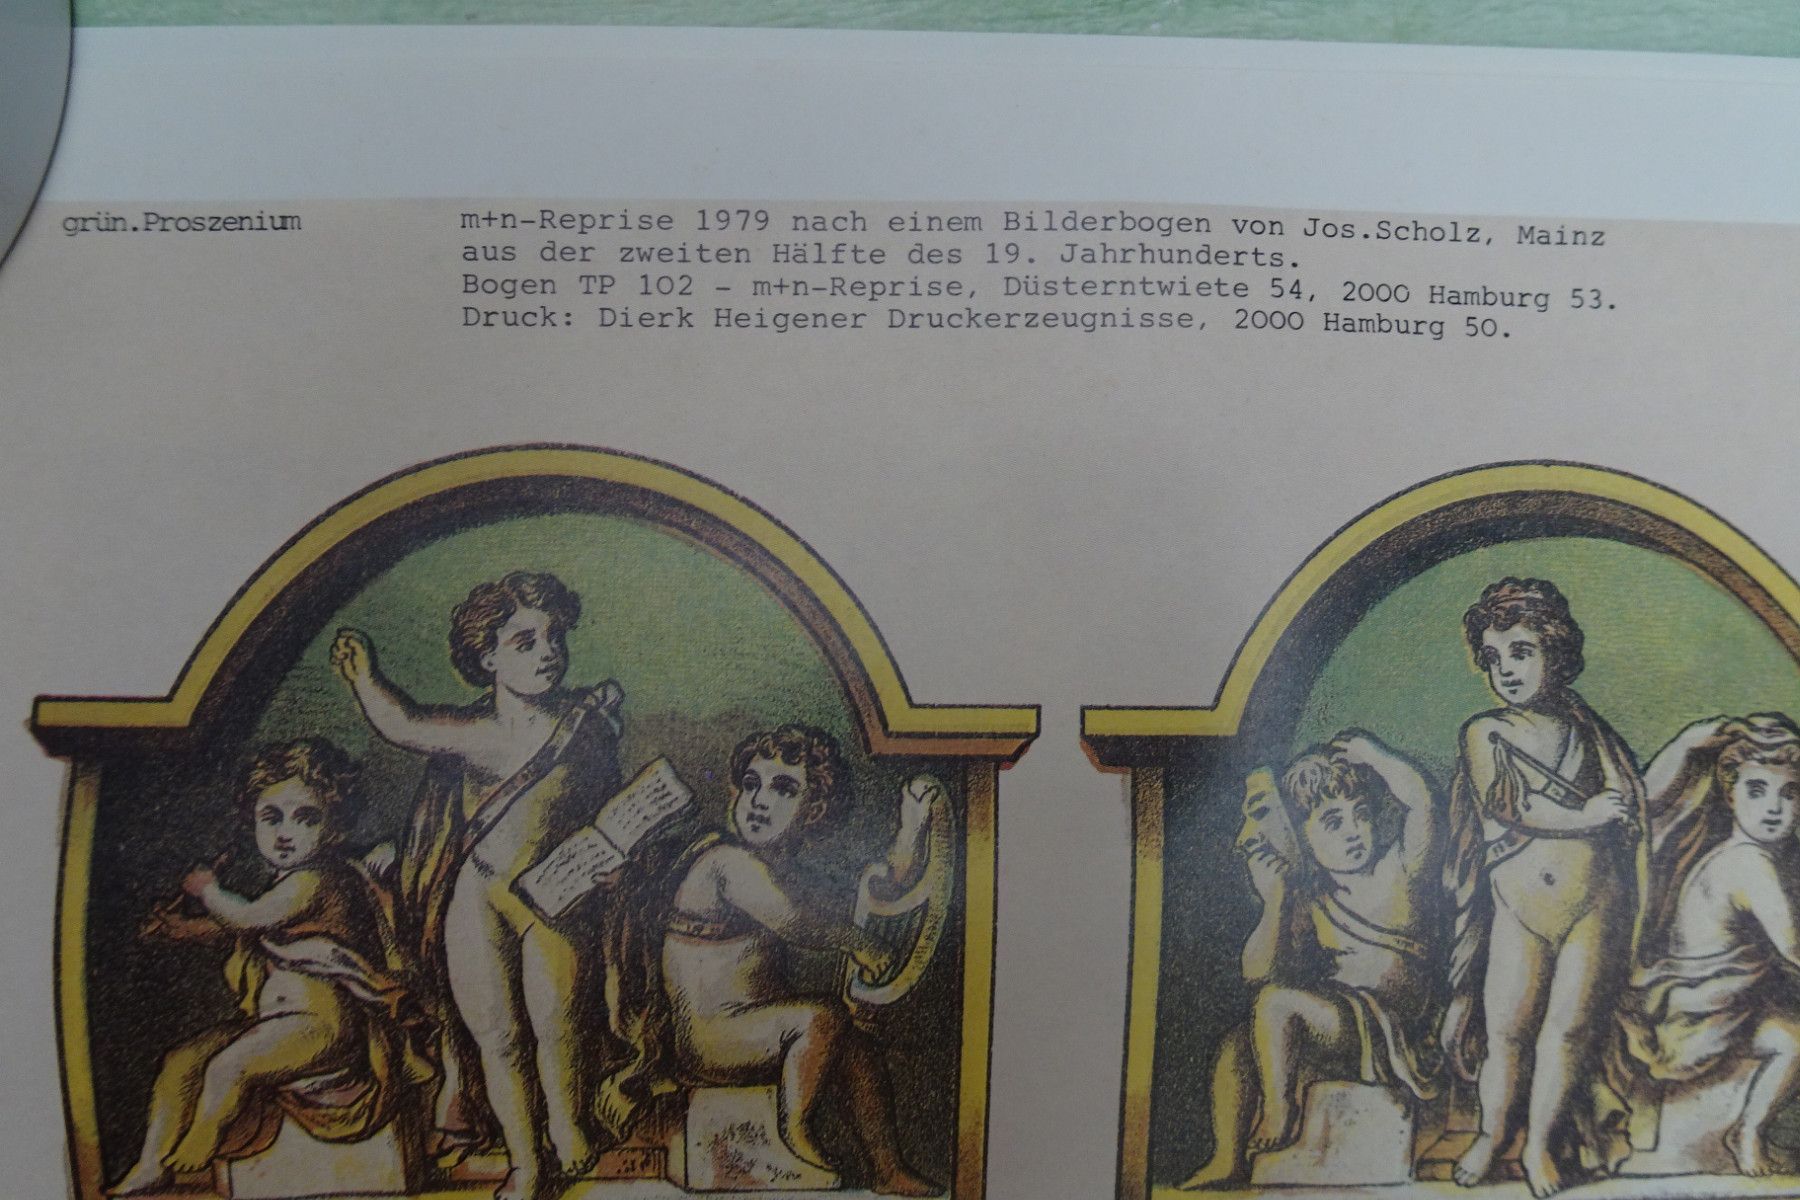 grün.Proszenium
m+n-Reprise 1979 nach einem Bilderbogen von Jos.Scholz, Mainz
aus der zweiten Hälfte des 19. Jahrhunderts.
Bogen TP 102 - m+n-Reprise, Düsterntwiete 54, 2000 Hamburg 53.
Druck: Dierk Heigener Druckerzeugnisse, 2000 Hamburg 50.